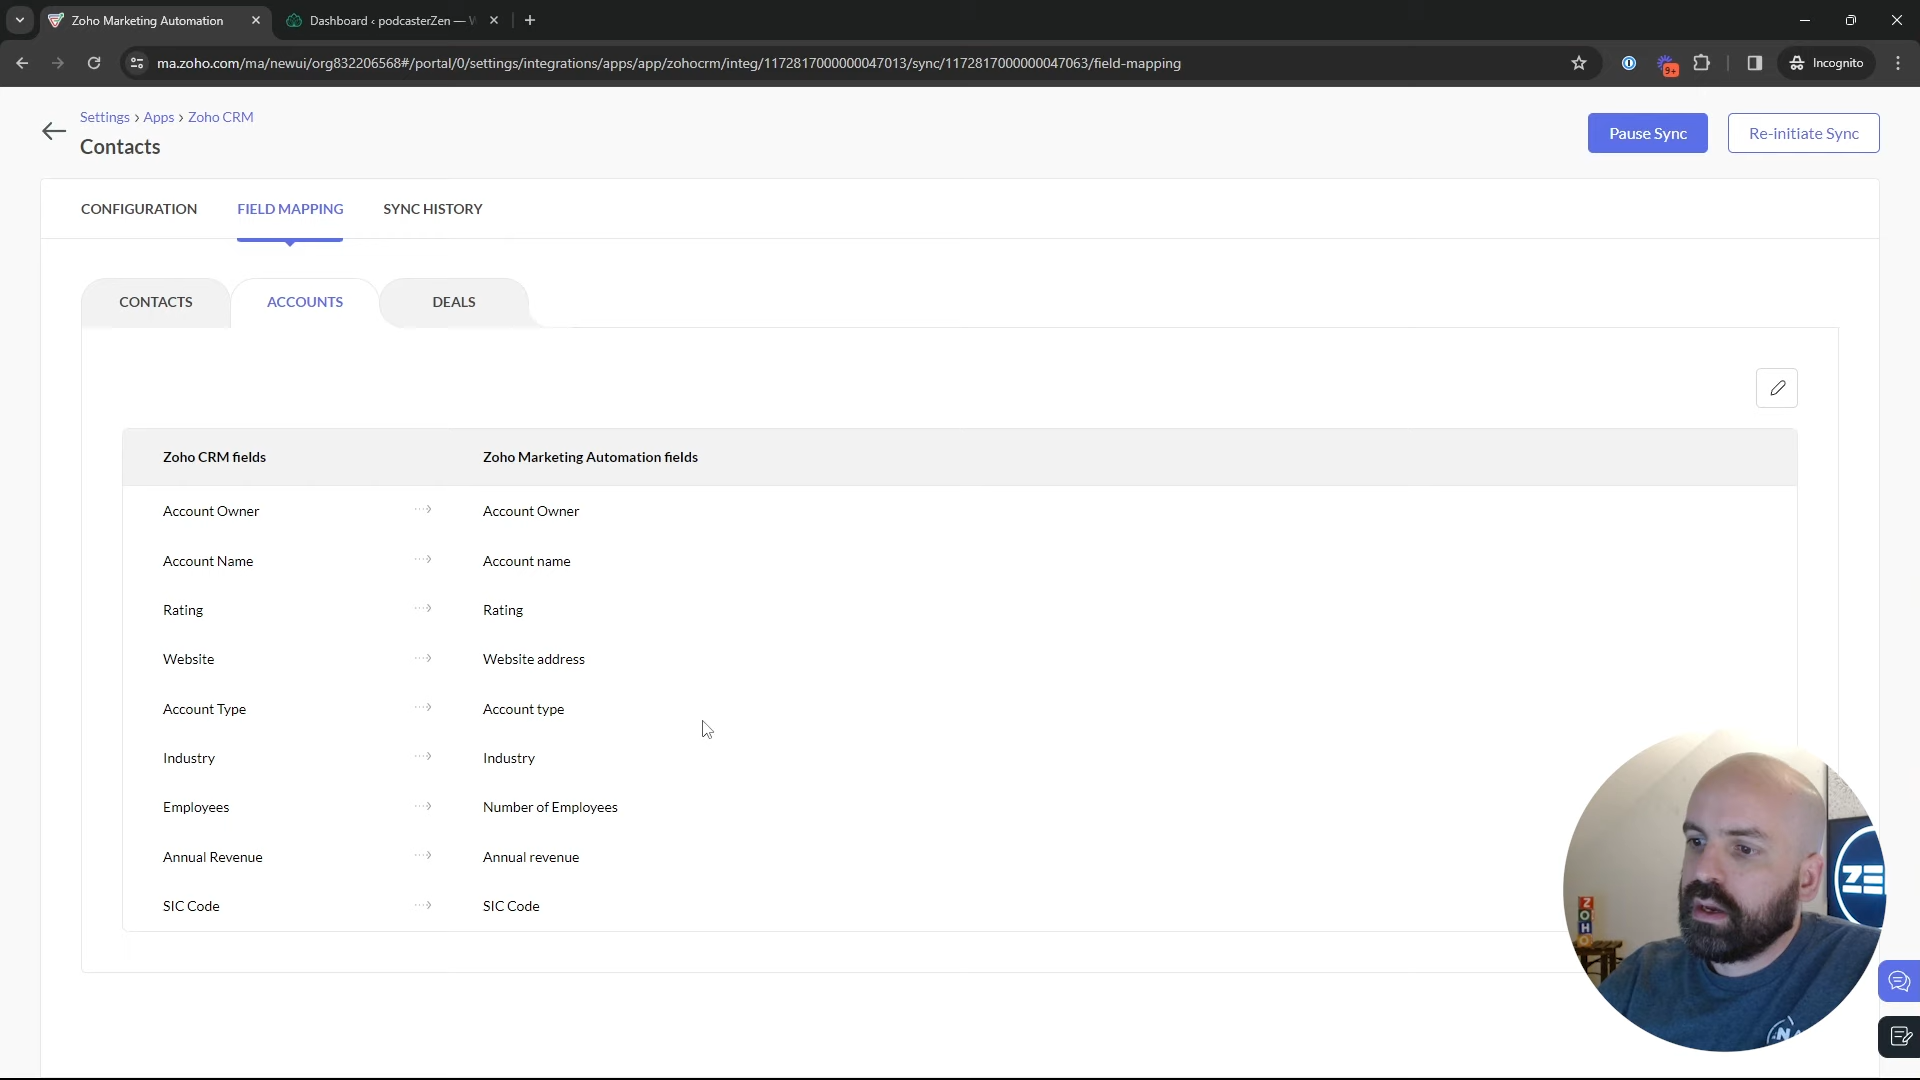 Zoho Marketing Automation
Dashboard ‹ podcasterZen —
ma.zoho.com/ma/newui/org832206568#/portal/0/settings/integrations/apps/app/zohocrm/integ/1172817000000047013/sync/1172817000000047063/field-mapping
9+
Incognito
Settings › Apps › Zoho CRM
Contacts
Pause Sync
Re-initiate Sync
CONFIGURATION
FIELD MAPPING
SYNC HISTORY
CONTACTS
ACCOUNTS
DEALS
Zoho CRM fields
Zoho Marketing Automation fields
Account Owner
Account Owner
Account Name
Account name
Rating
Rating
Website
Website address
Account Type
Account type
Industry
Industry
Employees
Number of Employees
Annual Revenue
Annual revenue
SIC Code
SIC Code
ZOHO
ZE